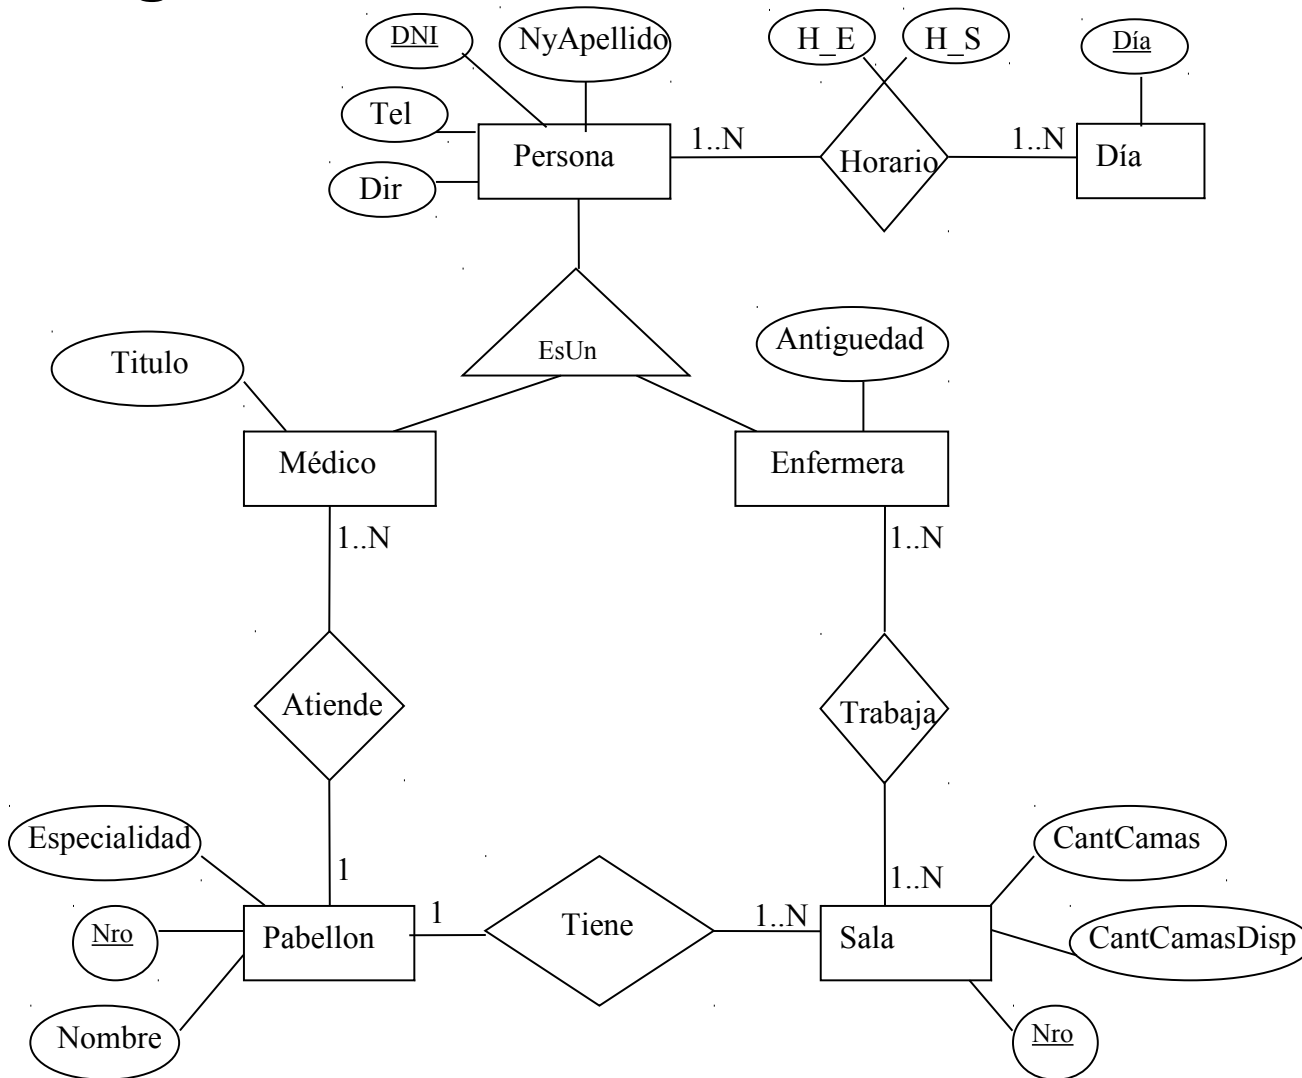 DNI
NyApellido
H_E
H_S
Día
Tel
Persona
1..N
Horario
1..N
Día
Dir
EsUn
Titulo
Antiguedad
Médico
Enfermera
1..N
1..N
Atiende
Trabaja
Especialidad
1
1..N
CantCamas
Nro
Pabellon
1
Tiene
1..N
Sala
CantCamasDisp
Nombre
Nro